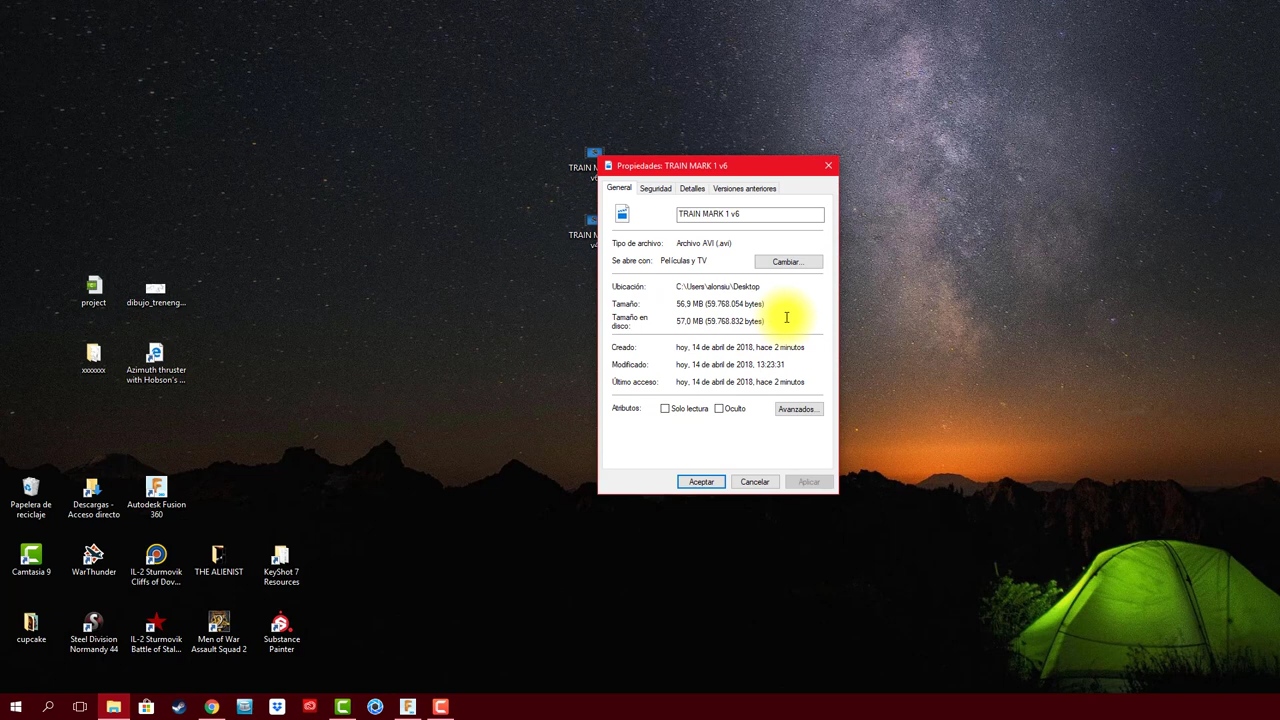 TRAIN M
v6
TRAIN M
v4
Propiedades: TRAIN MARK 1 v6
General Seguridad Detalles Versiones anteriores
TRAIN MARK 1 v6
Tipo de archivo: Archivo AVI (.avi)
Se abre con: Películas y TV Cambiar...
Ubicación: C:\Users\alonsiu\Desktop
Tamaño: 56,9 MB (59.768.054 bytes)
Tamaño en disco: 57,0 MB (59.768.832 bytes)
Creado: hoy, 14 de abril de 2018, hace 2 minutos
Modificado: hoy, 14 de abril de 2018, 13:23:31
Último acceso: hoy, 14 de abril de 2018, hace 2 minutos
Atributos: Solo lectura Oculto Avanzados...
Aceptar Cancelar Aplicar
project
dibujo_treneng...
xxxxxxx
Azimuth thruster
with Hobson's ...
Papelera de
reciclaje
Descargas -
Acceso directo
Autodesk Fusion
360
Camtasia 9
WarThunder
IL-2 Sturmovik
Cliffs of Dov...
THE ALIENIST
KeyShot 7
Resources
cupcake
Steel Division
Normandy 44
IL-2 Sturmovik
Battle of Stal...
Men of War
Assault Squad 2
Substance
Painter